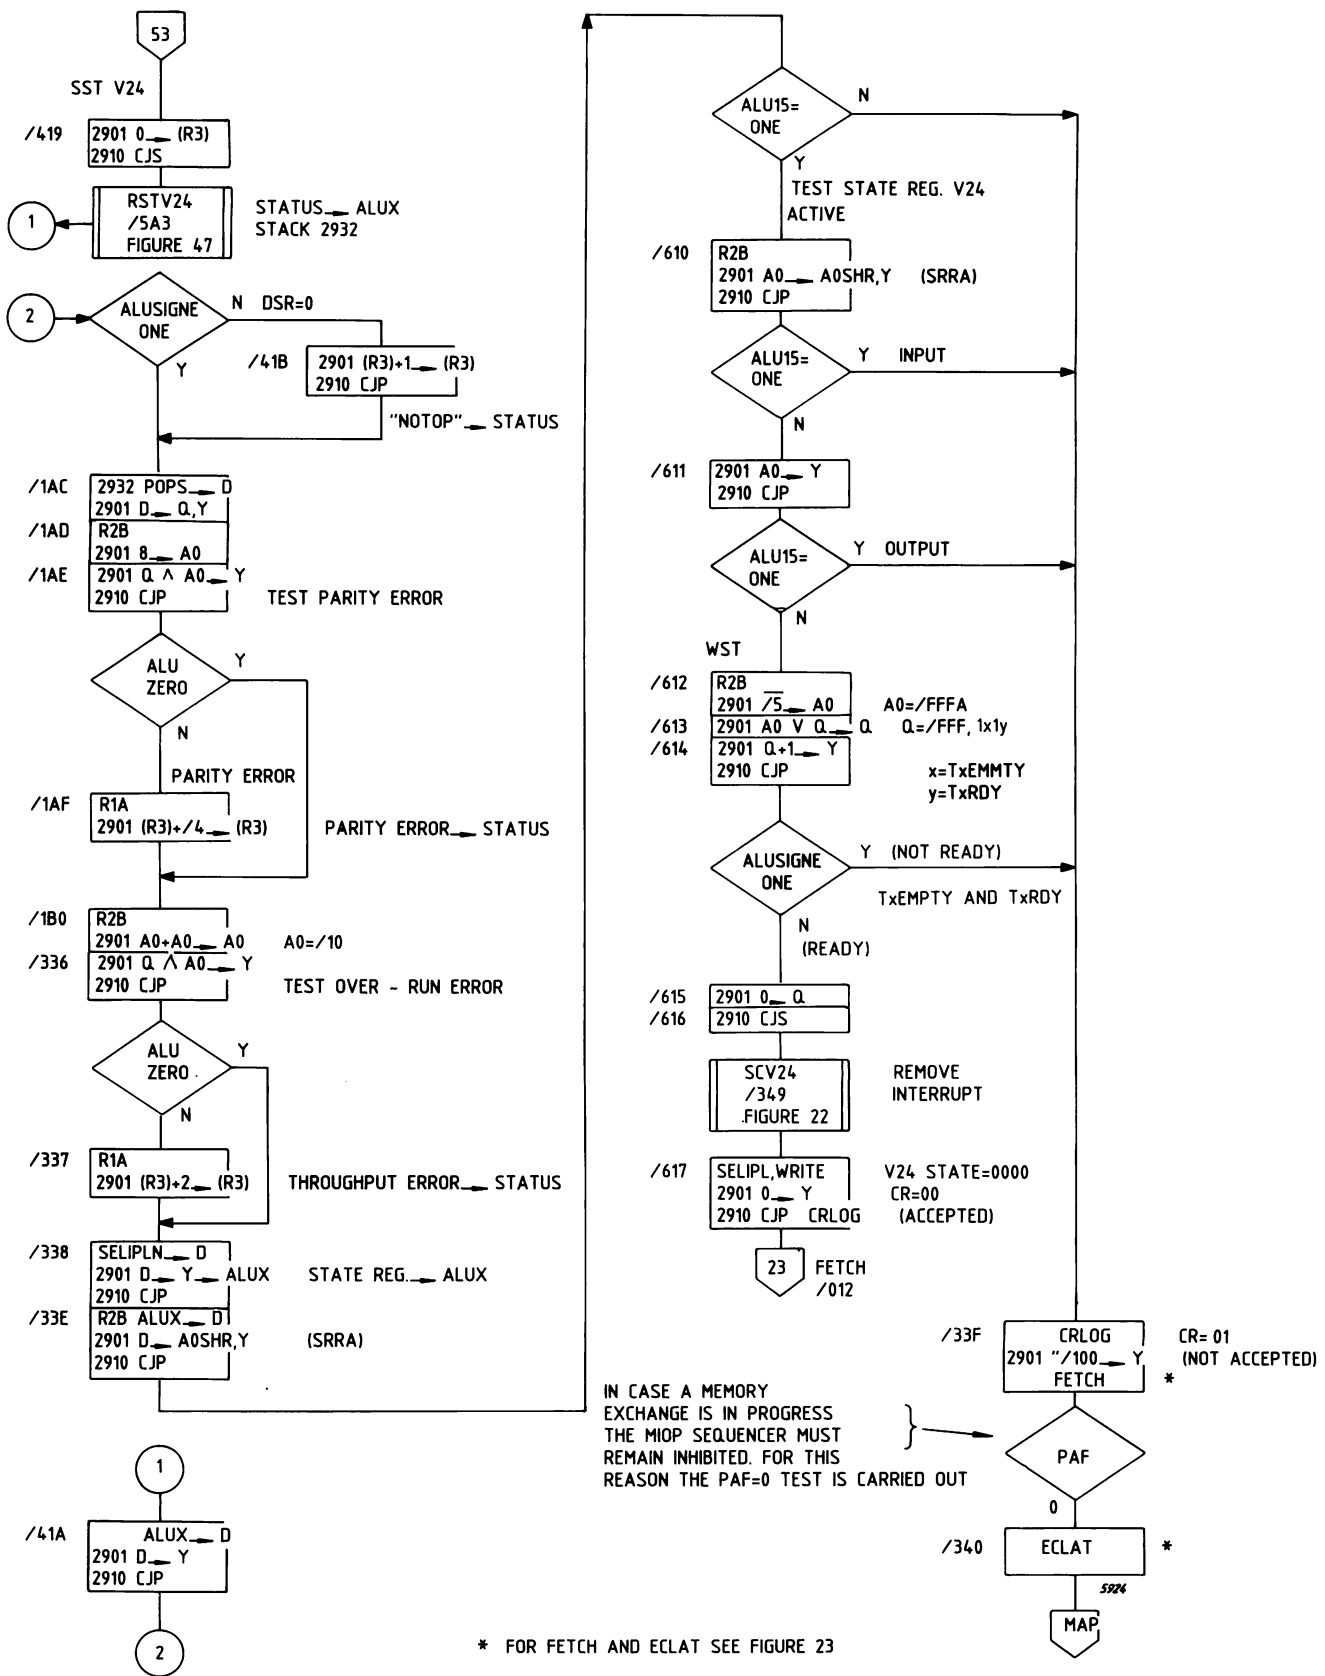 53
SST V24
/419
2901 0→ (R3)
2910 CJS
1
RSTV24
/5A3
FIGURE 47
STATUS→ ALUX
STACK 2932
2
ALUSIGNE
ONE
N DSR=0
Y
/41B
2901 (R3)+1→ (R3)
2910 CJP
"NOTOP"→ STATUS
/1AC
2932 POPS→ D
2901 D→ Q,Y
/1AD
R2B
2901 8→ A0
/1AE
2901 Q ∧ A0→ Y
2910 CJP
TEST PARITY ERROR
ALU
ZERO
Y
N
PARITY ERROR
/1AF
R1A
2901 (R3)+/4→ (R3)
PARITY ERROR→ STATUS
/1B0
R2B
2901 A0+A0→ A0
A0=/10
/336
2901 Q ∧ A0→ Y
2910 CJP
TEST OVER - RUN ERROR
ALU
ZERO
Y
N
/337
R1A
2901 (R3)+2→ (R3)
THROUGHPUT ERROR→ STATUS
/338
SELIPLN→ D
2901 D→ Y→ ALUX
2910 CJP
STATE REG.→ ALUX
/33E
R2B ALUX→ D
2901 D→ A0SHR,Y
2910 CJP
(SRRA)
1
/41A
ALUX→ D
2901 D→ Y
2910 CJP
2
ALU15=
ONE
N
Y
TEST STATE REG. V24
ACTIVE
/610
R2B
2901 A0→ A0SHR,Y (SRRA)
2910 CJP
ALU15=
ONE
Y INPUT
N
/611
2901 A0→ Y
2910 CJP
ALU15=
ONE
Y OUTPUT
N
WST
/612
R2B
2901 /5→ A0
A0=/FFFA
/613
2901 A0 V Q→ Q
Q=/FFF, 1x1y
/614
2901 Q+1→ Y
2910 CJP
x=TxEMMTY
y=TxRDY
ALUSIGNE
ONE
Y (NOT READY)
TxEMPTY AND TxRDY
N
(READY)
/615
2901 0→ Q
/616
2910 CJS
SCV24
/349
.FIGURE 22
REMOVE
INTERRUPT
/617
SELIPL,WRITE
2901 0→ Y
2910 CJP CRLOG
V24 STATE=0000
CR=00
(ACCEPTED)
23
FETCH
/012
/33F
CRLOG
2901 "/100→ Y
FETCH
CR= 01
(NOT ACCEPTED)
*
IN CASE A MEMORY
EXCHANGE IS IN PROGRESS
THE MIOP SEQUENCER MUST
REMAIN INHIBITED. FOR THIS
REASON THE PAF=0 TEST IS CARRIED OUT
PAF
0
/340
ECLAT
*
5924
MAP
* FOR FETCH AND ECLAT SEE FIGURE 23